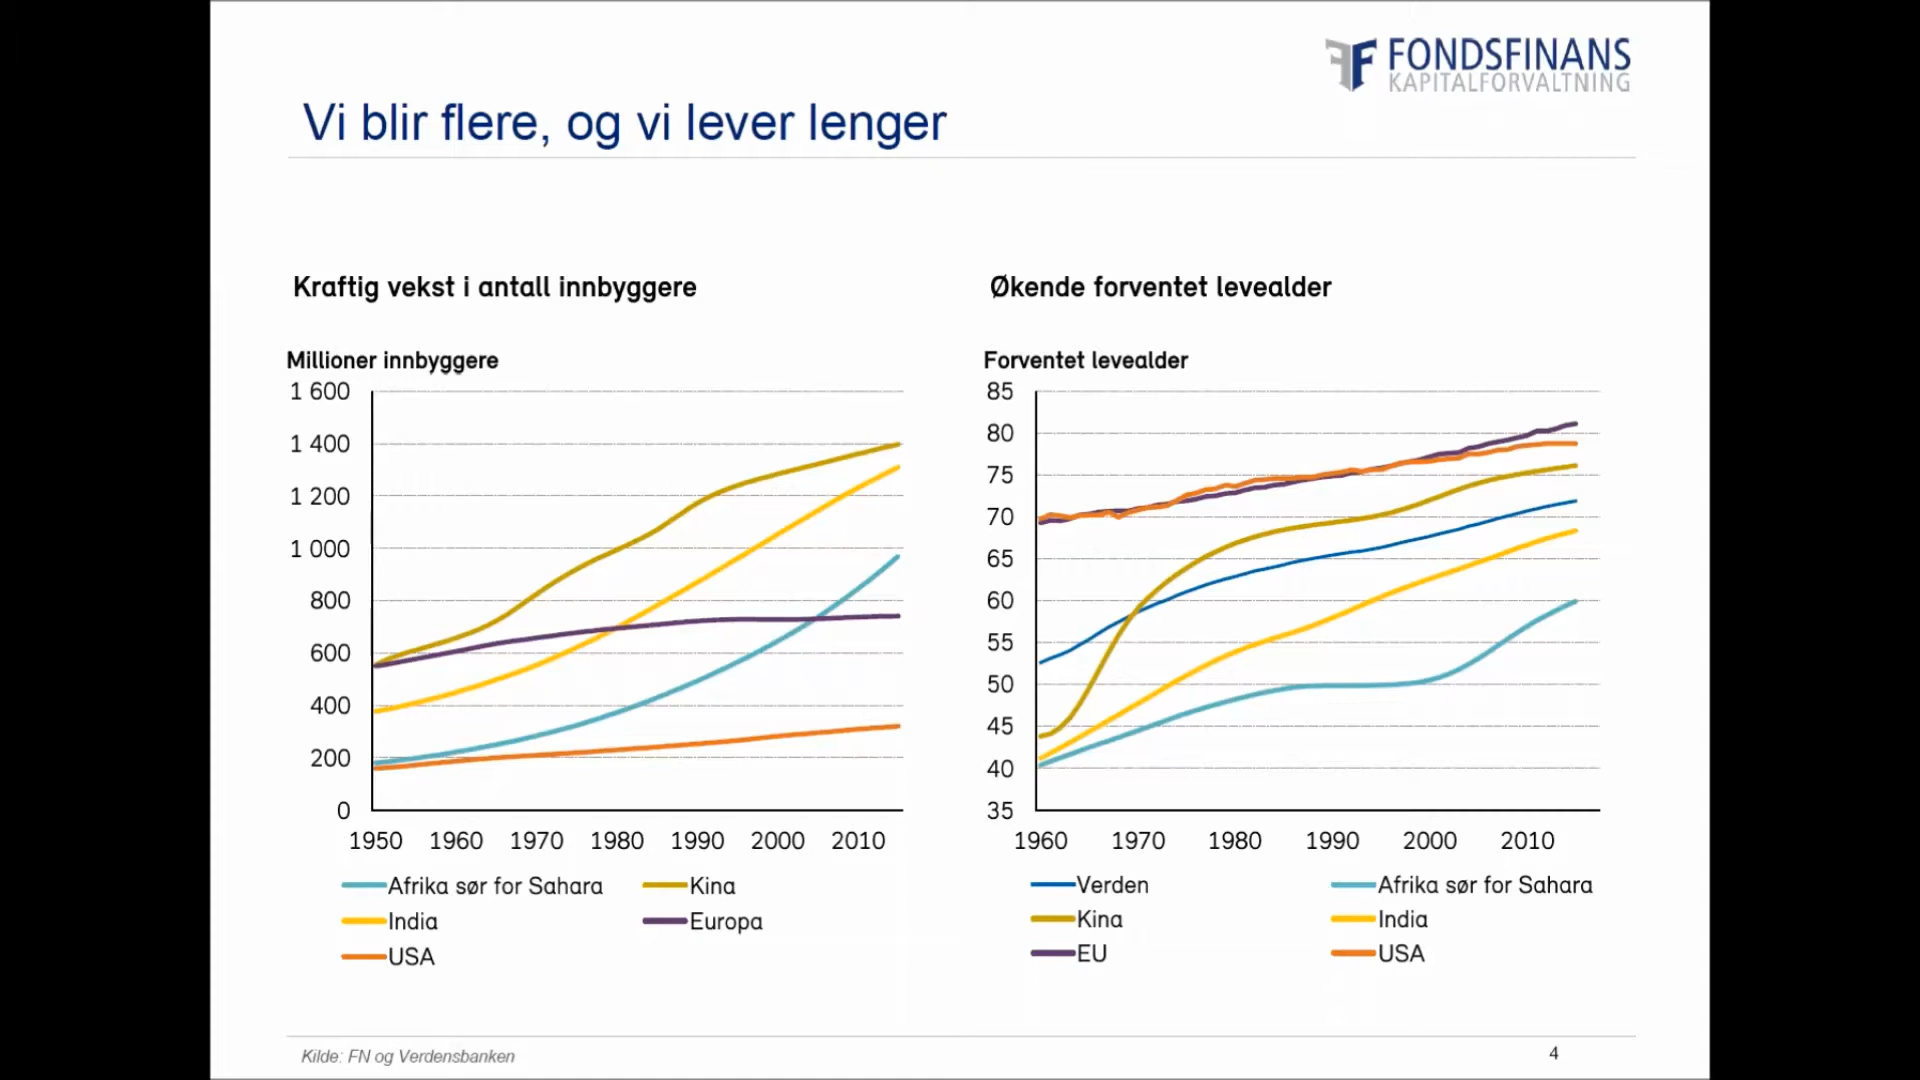 FONDSFINANS
KAPITALFORVALTNING
Vi blir flere, og vi lever lenger
Kraftig vekst i antall innbyggere
Millioner innbyggere
1 600
1 400
1 200
1 000
800
600
400
200
0
1950 1960 1970 1980 1990 2000 2010
Afrika sør for Sahara Kina
India Europa
USA
Økende forventet levealder
Forventet levealder
85
80
75
70
65
60
55
50
45
40
35
1960 1970 1980 1990 2000 2010
Verden Afrika sør for Sahara
Kina India
EU USA
Kilde: FN og Verdensbanken
4